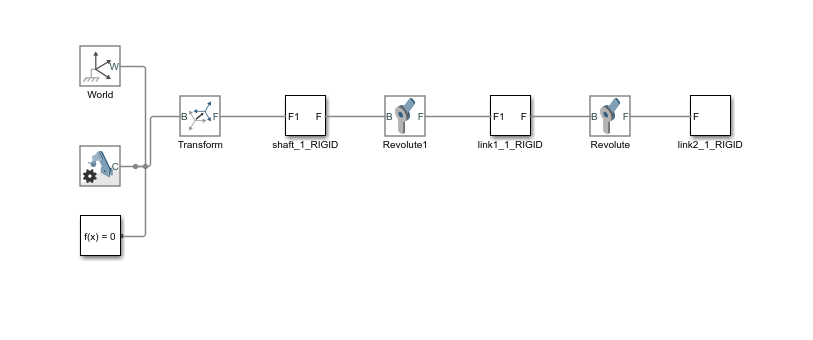 W
World
B F
Transform
F1 F
shaft_1_RIGID
B F
Revolute1
F1 F
link1_1_RIGID
B F
Revolute
F
link2_1_RIGID
C
f(x) = 0